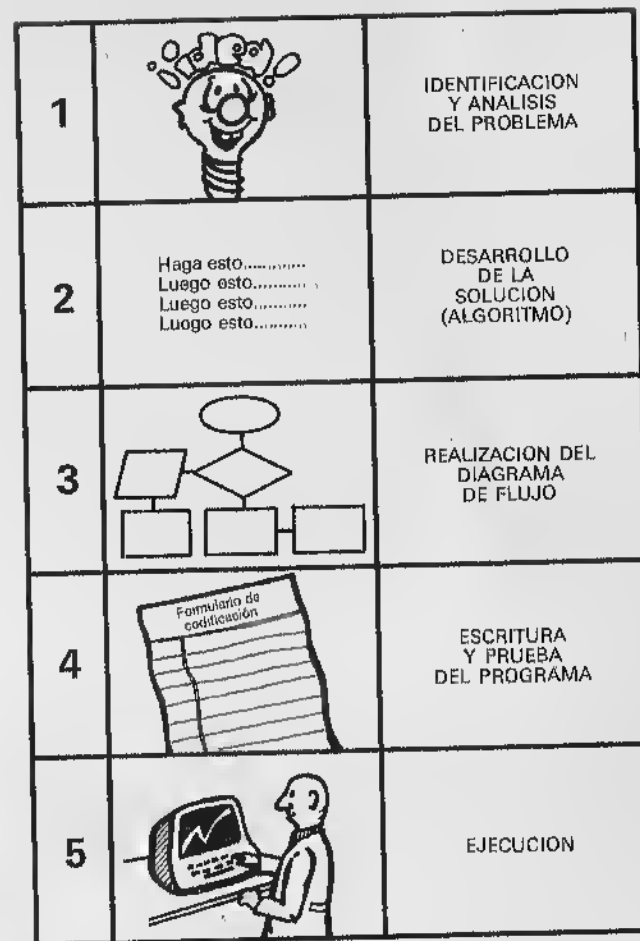 1
IDENTIFICACION
Y ANALISIS
DEL PROBLEMA
2
Haga esto............
Luego esto............
Luego esto...........
Luogo esto...........
DESARROLLO
DE LA
SOLUCION
(ALGORITMO)
3
REALIZACION DEL
DIAGRAMA
DE FLUJO
4
Formulario de
codificación
ESCRITURA
Y PRUEBA
DEL PROGRAMA
5
EJECUCION